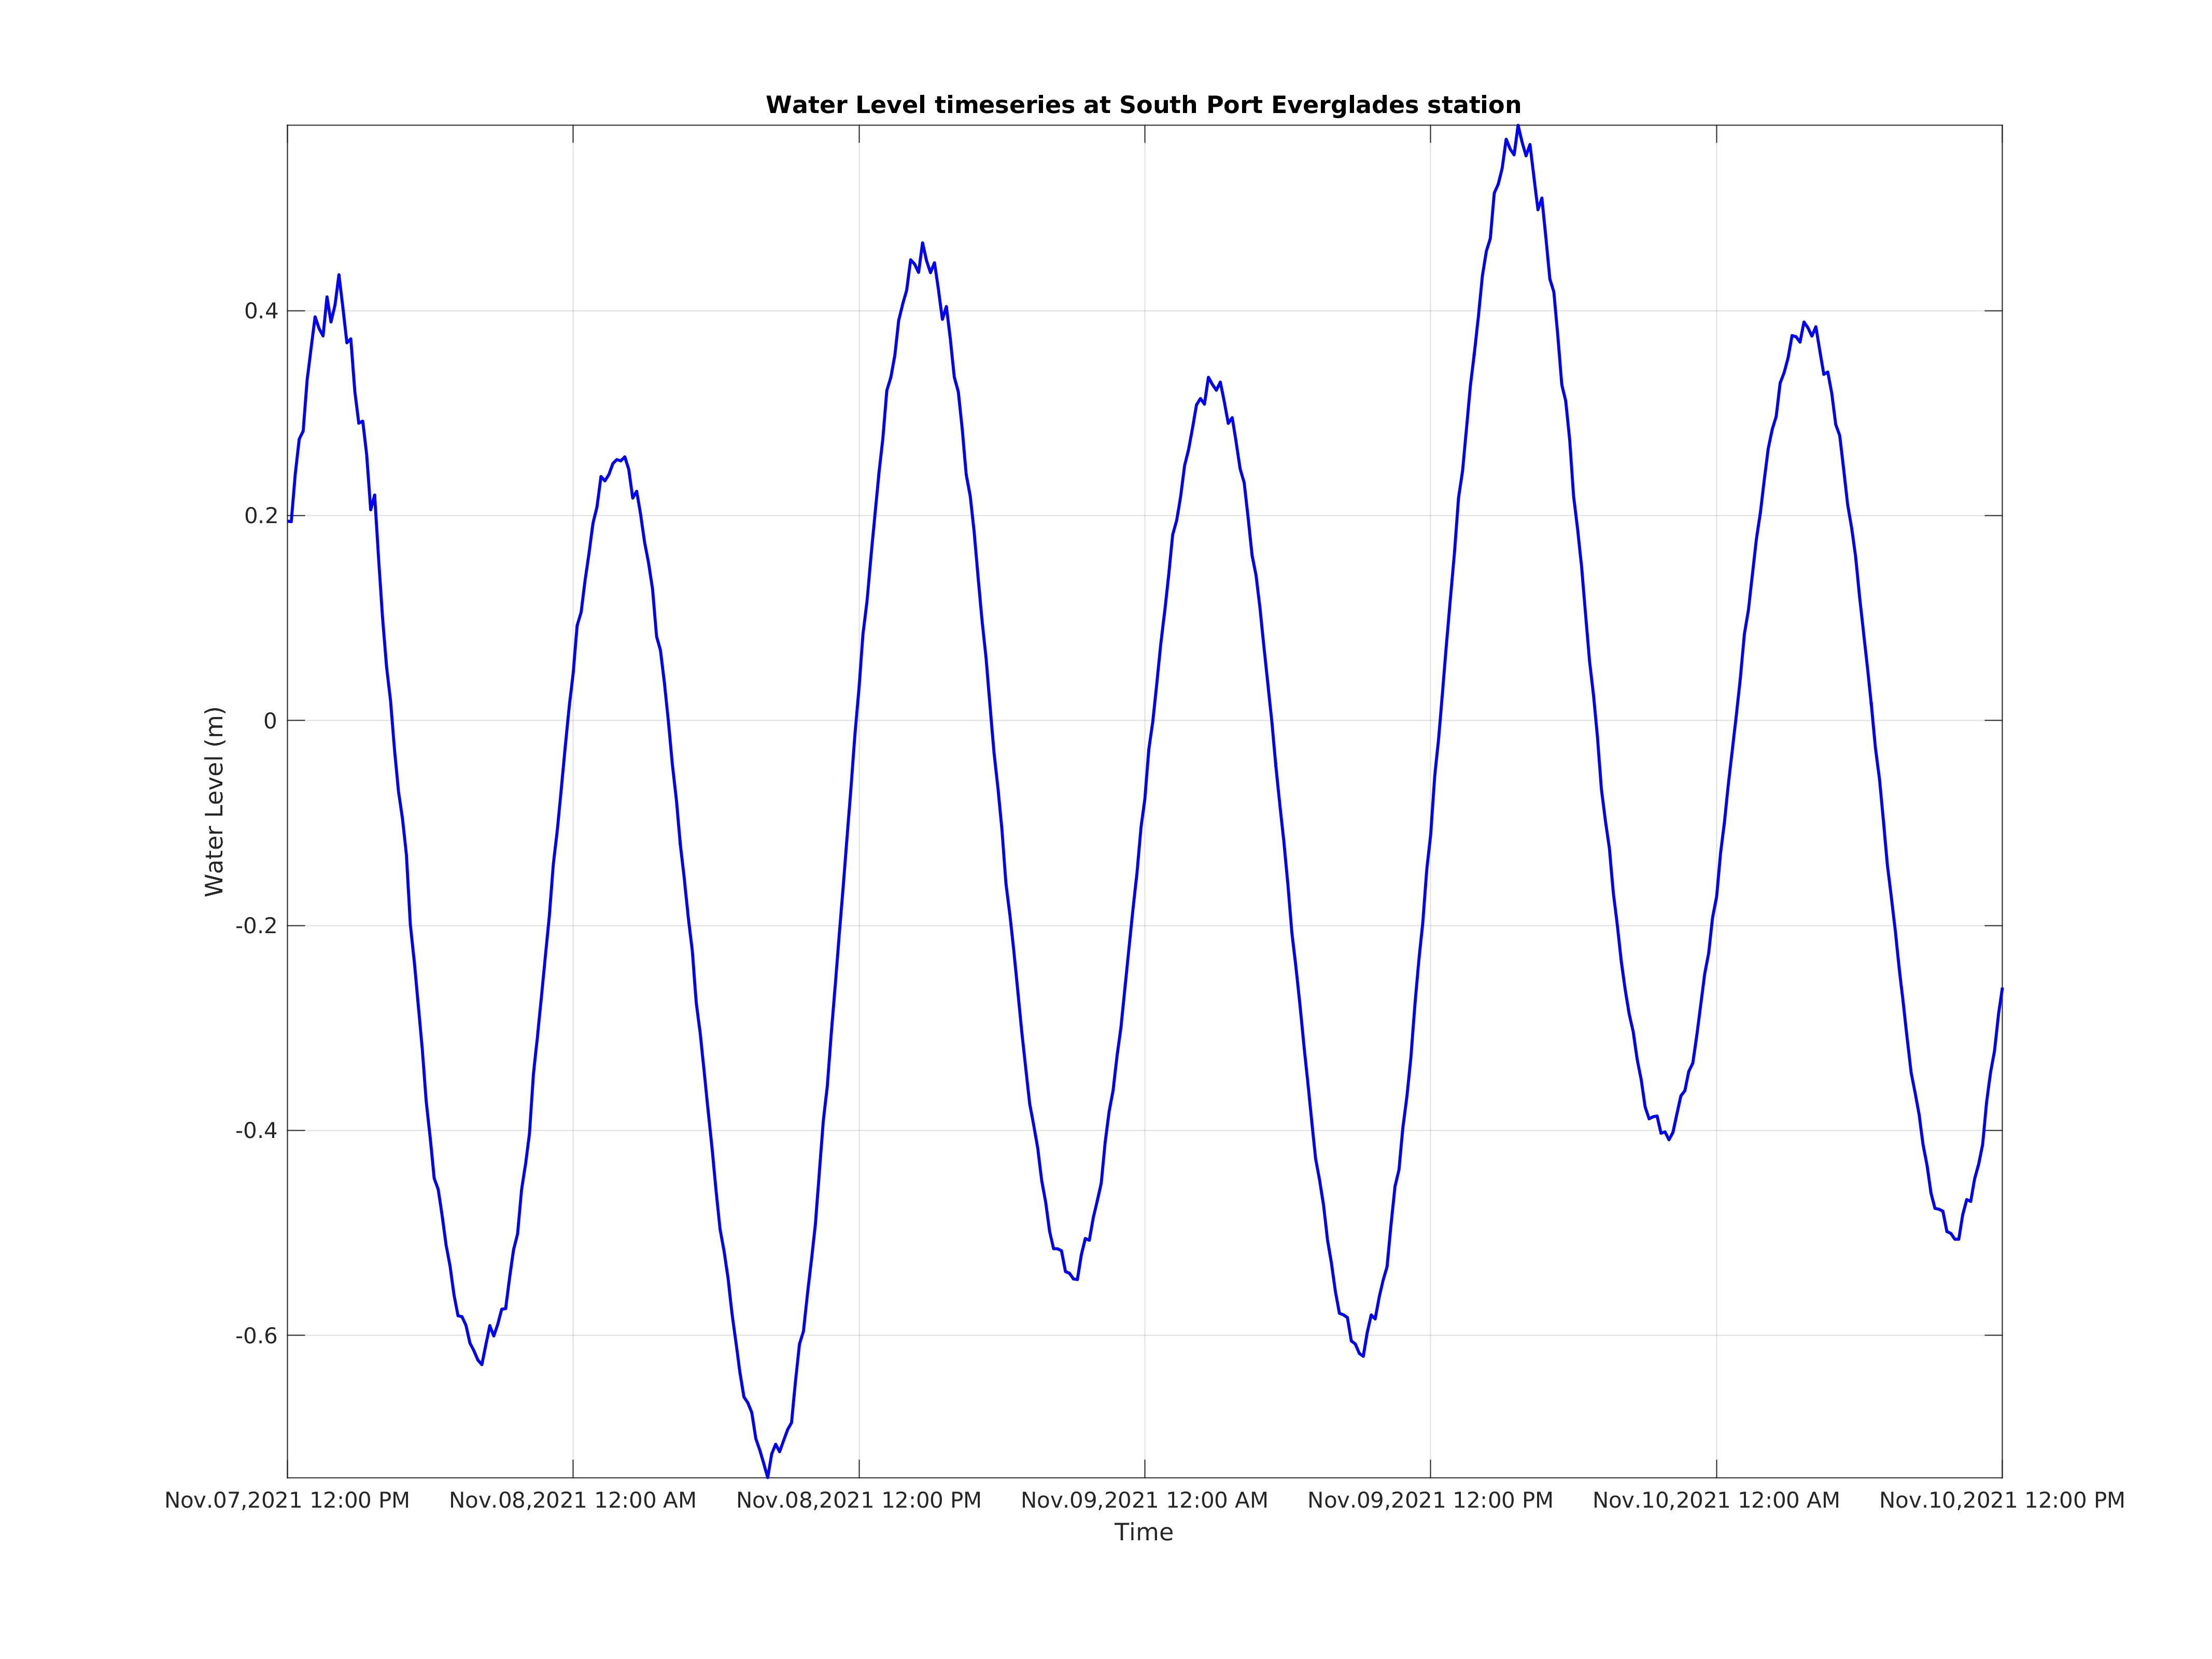 Water Level timeseries at South Port Everglades station
Water Level (m)
0.4
0.2
0
-0.2
-0.4
-0.6
Nov.07,2021 12:00 PM Nov.08,2021 12:00 AM Nov.08,2021 12:00 PM Nov.09,2021 12:00 AM Nov.09,2021 12:00 PM Nov.10,2021 12:00 AM Nov.10,2021 12:00 PM
Time